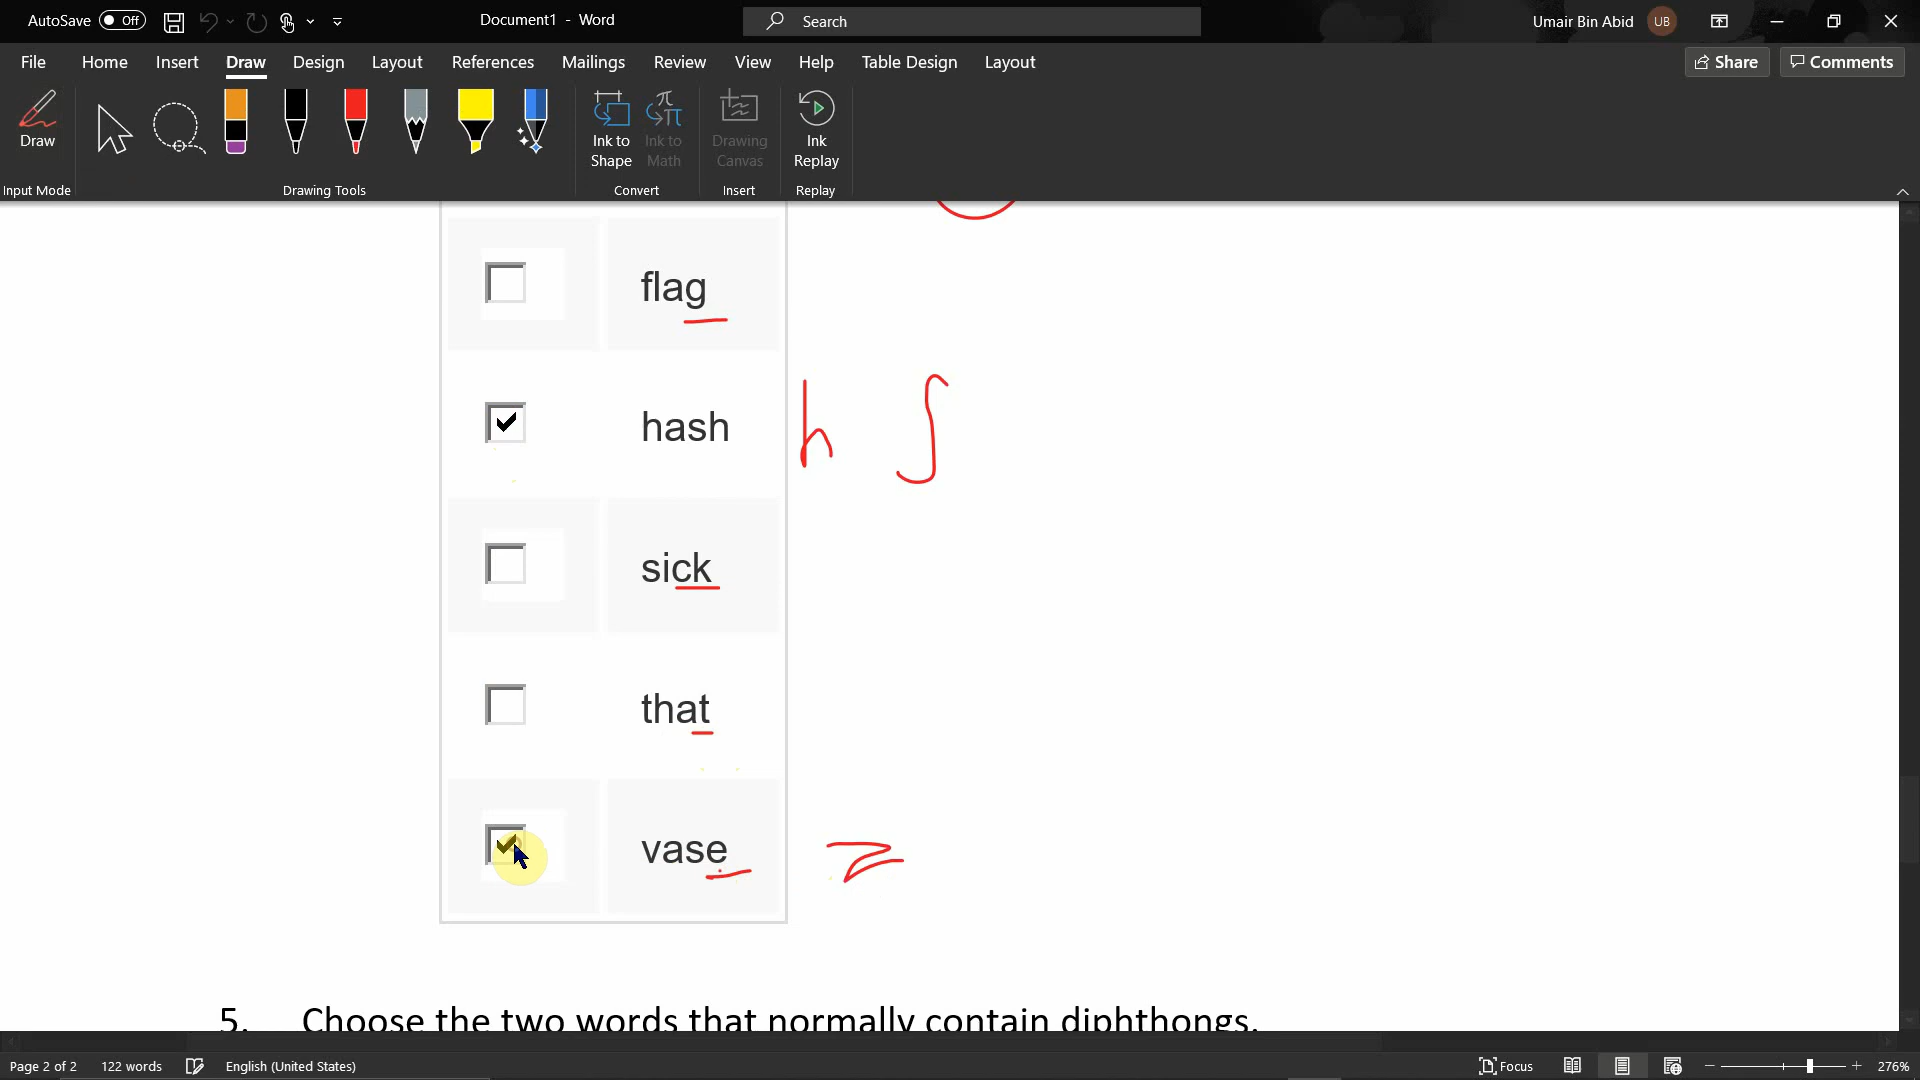 AutoSave Off Document1 - Word Search Umair Bin Abid UB
File Home Insert Draw Design Layout References Mailings Review View Help Table Design Layout Share Comments
Draw
Ink to Shape
Ink to Math
Drawing Canvas
Ink Replay
Input Mode Drawing Tools Convert Insert Replay
flag
hash h ʃ
sick
that
vase z
5. Choose the two words that normally contain diphthongs.
Page 2 of 2 122 words English (United States) Focus 276%